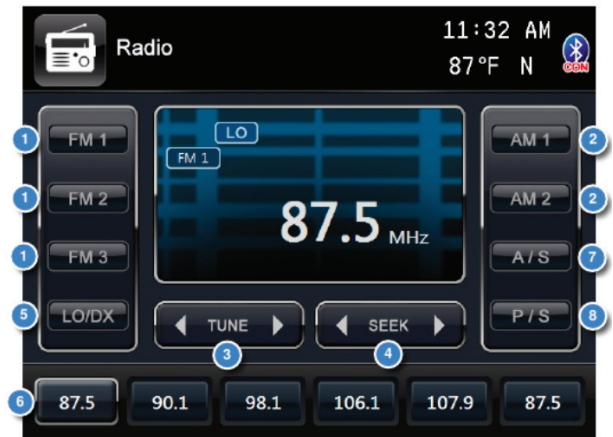 Radio
11:32 AM
87°F N
CON
1 FM 1
LO
AM 1 2
FM 1
1 FM 2
AM 2 2
87.5 MHz
1 FM 3
A / S 7
5 LO/DX
TUNE
SEEK
P / S 8
3
4
6 87.5 90.1 98.1 106.1 107.9 87.5